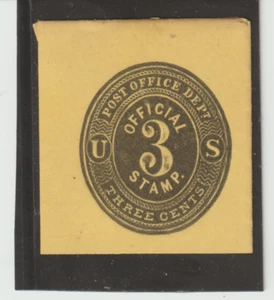 POST OFFICE DEPT
OFFICIAL
U 3 S
STAMP.
THREE CENTS